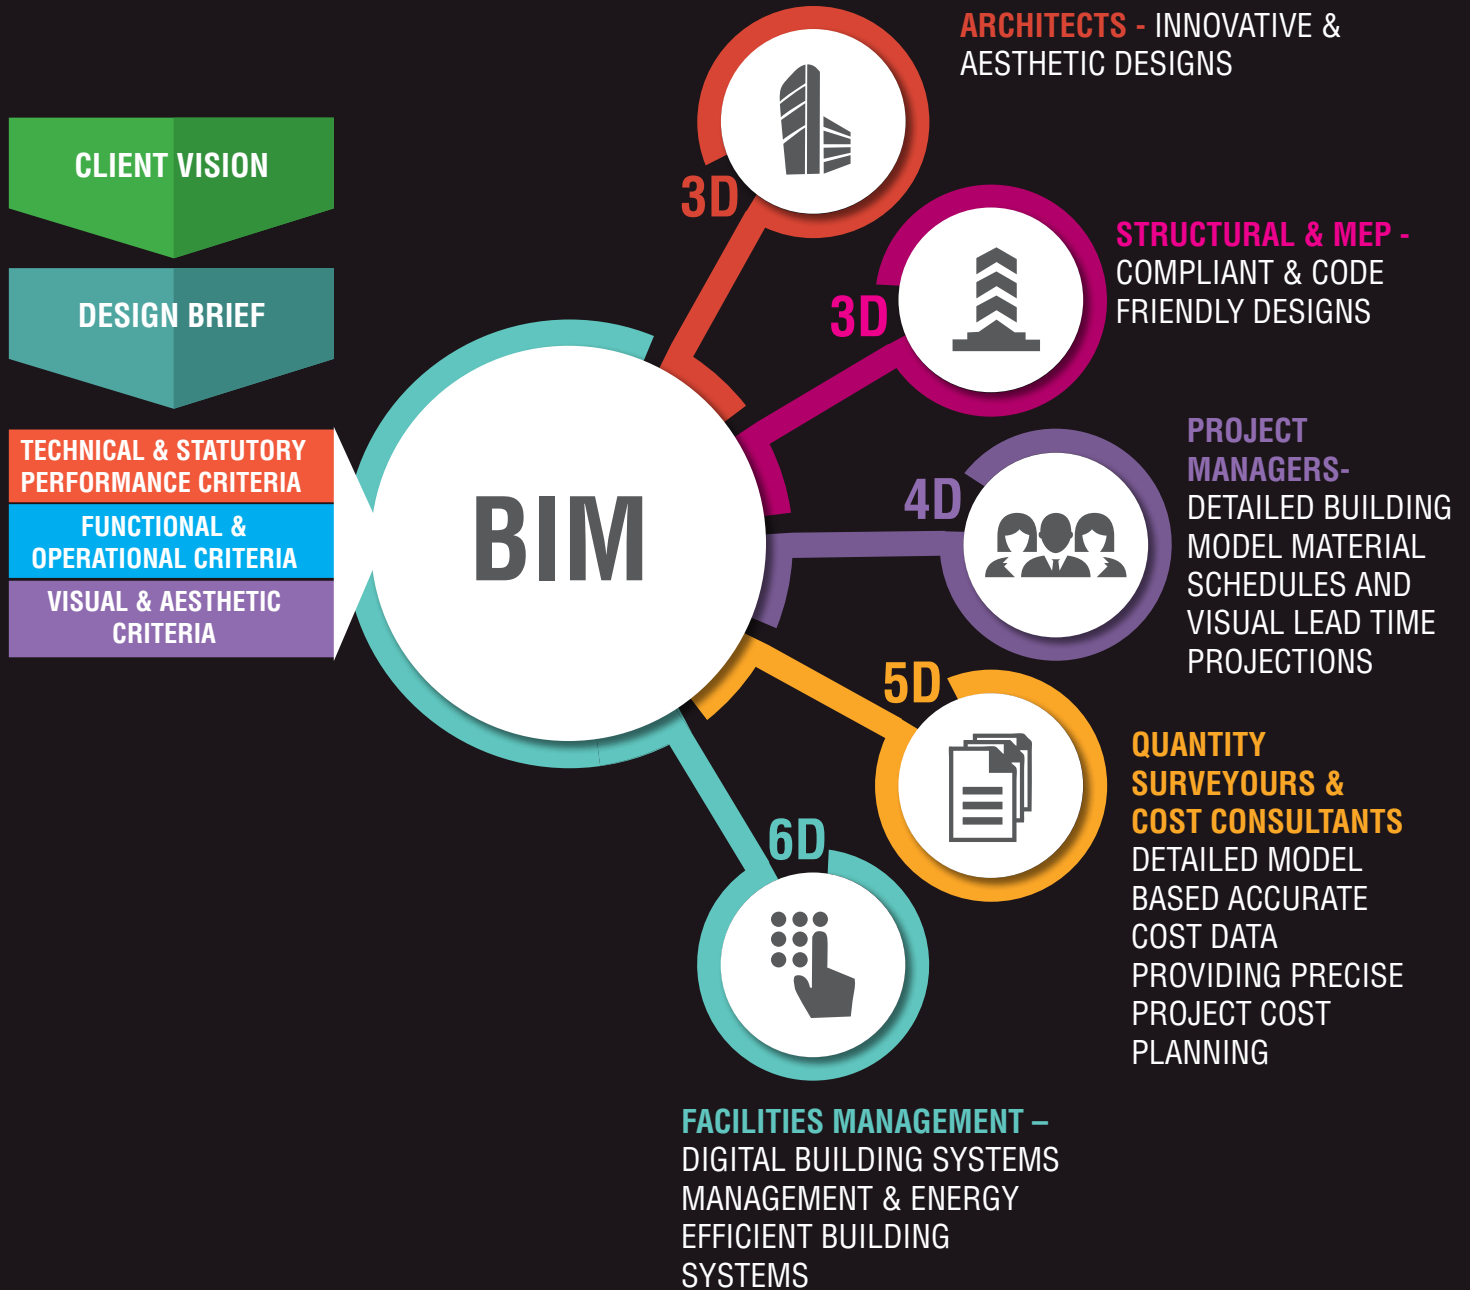 CLIENT VISION
DESIGN BRIEF
TECHNICAL & STATUTORY
PERFORMANCE CRITERIA
FUNCTIONAL &
OPERATIONAL CRITERIA
VISUAL & AESTHETIC
CRITERIA
BIM
3D
ARCHITECTS - INNOVATIVE &
AESTHETIC DESIGNS
3D
STRUCTURAL & MEP -
COMPLIANT & CODE
FRIENDLY DESIGNS
4D
PROJECT
MANAGERS-
DETAILED BUILDING
MODEL MATERIAL
SCHEDULES AND
VISUAL LEAD TIME
PROJECTIONS
5D
QUANTITY
SURVEYOURS &
COST CONSULTANTS
DETAILED MODEL
BASED ACCURATE
COST DATA
PROVIDING PRECISE
PROJECT COST
PLANNING
6D
FACILITIES MANAGEMENT –
DIGITAL BUILDING SYSTEMS
MANAGEMENT & ENERGY
EFFICIENT BUILDING
SYSTEMS